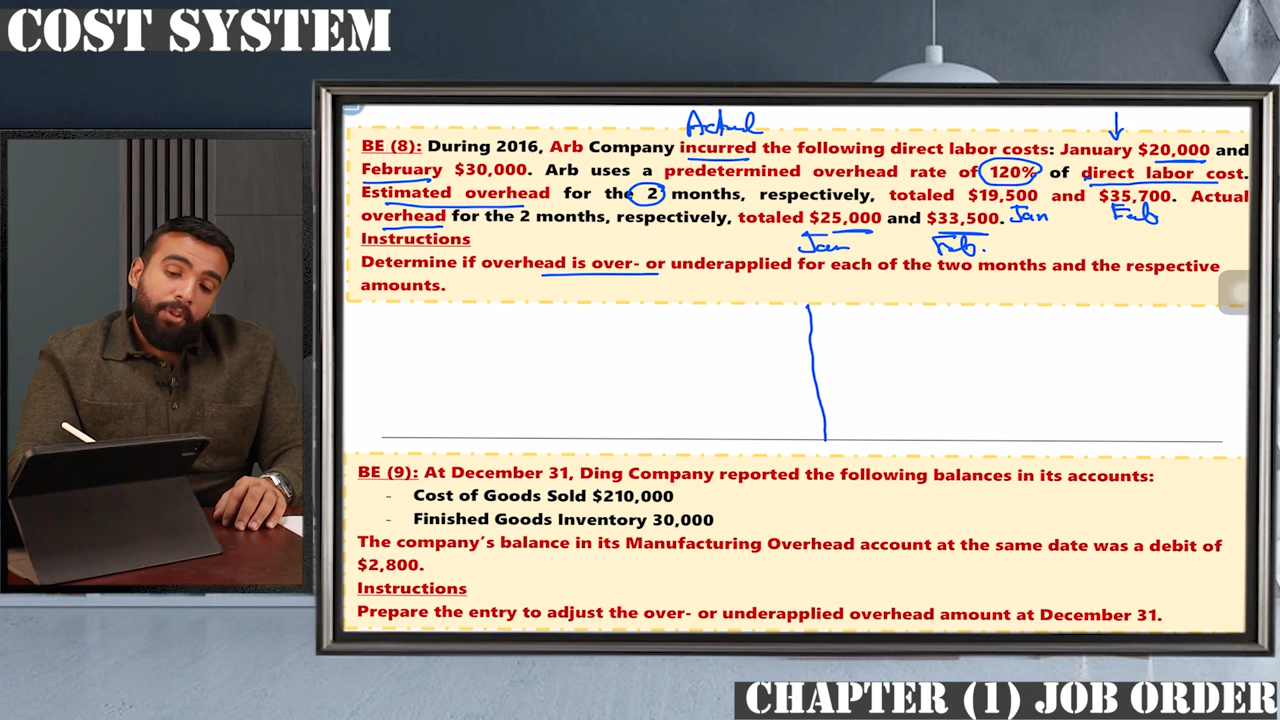 COST SYSTEM
Actual
BE (8): During 2016, Arb Company incurred the following direct labor costs: January $20,000 and
February $30,000. Arb uses a predetermined overhead rate of 120% of direct labor cost.
Estimated overhead for the 2 months, respectively, totaled $19,500 and $35,700. Actual
overhead for the 2 months, respectively, totaled $25,000 and $33,500. Jan Feb
Instructions
Jan Feb.
Determine if overhead is over- or underapplied for each of the two months and the respective
amounts.
BE (9): At December 31, Ding Company reported the following balances in its accounts:
- Cost of Goods Sold $210,000
- Finished Goods Inventory 30,000
The company's balance in its Manufacturing Overhead account at the same date was a debit of
$2,800.
Instructions
Prepare the entry to adjust the over- or underapplied overhead amount at December 31.
CHAPTER (1) JOB ORDER